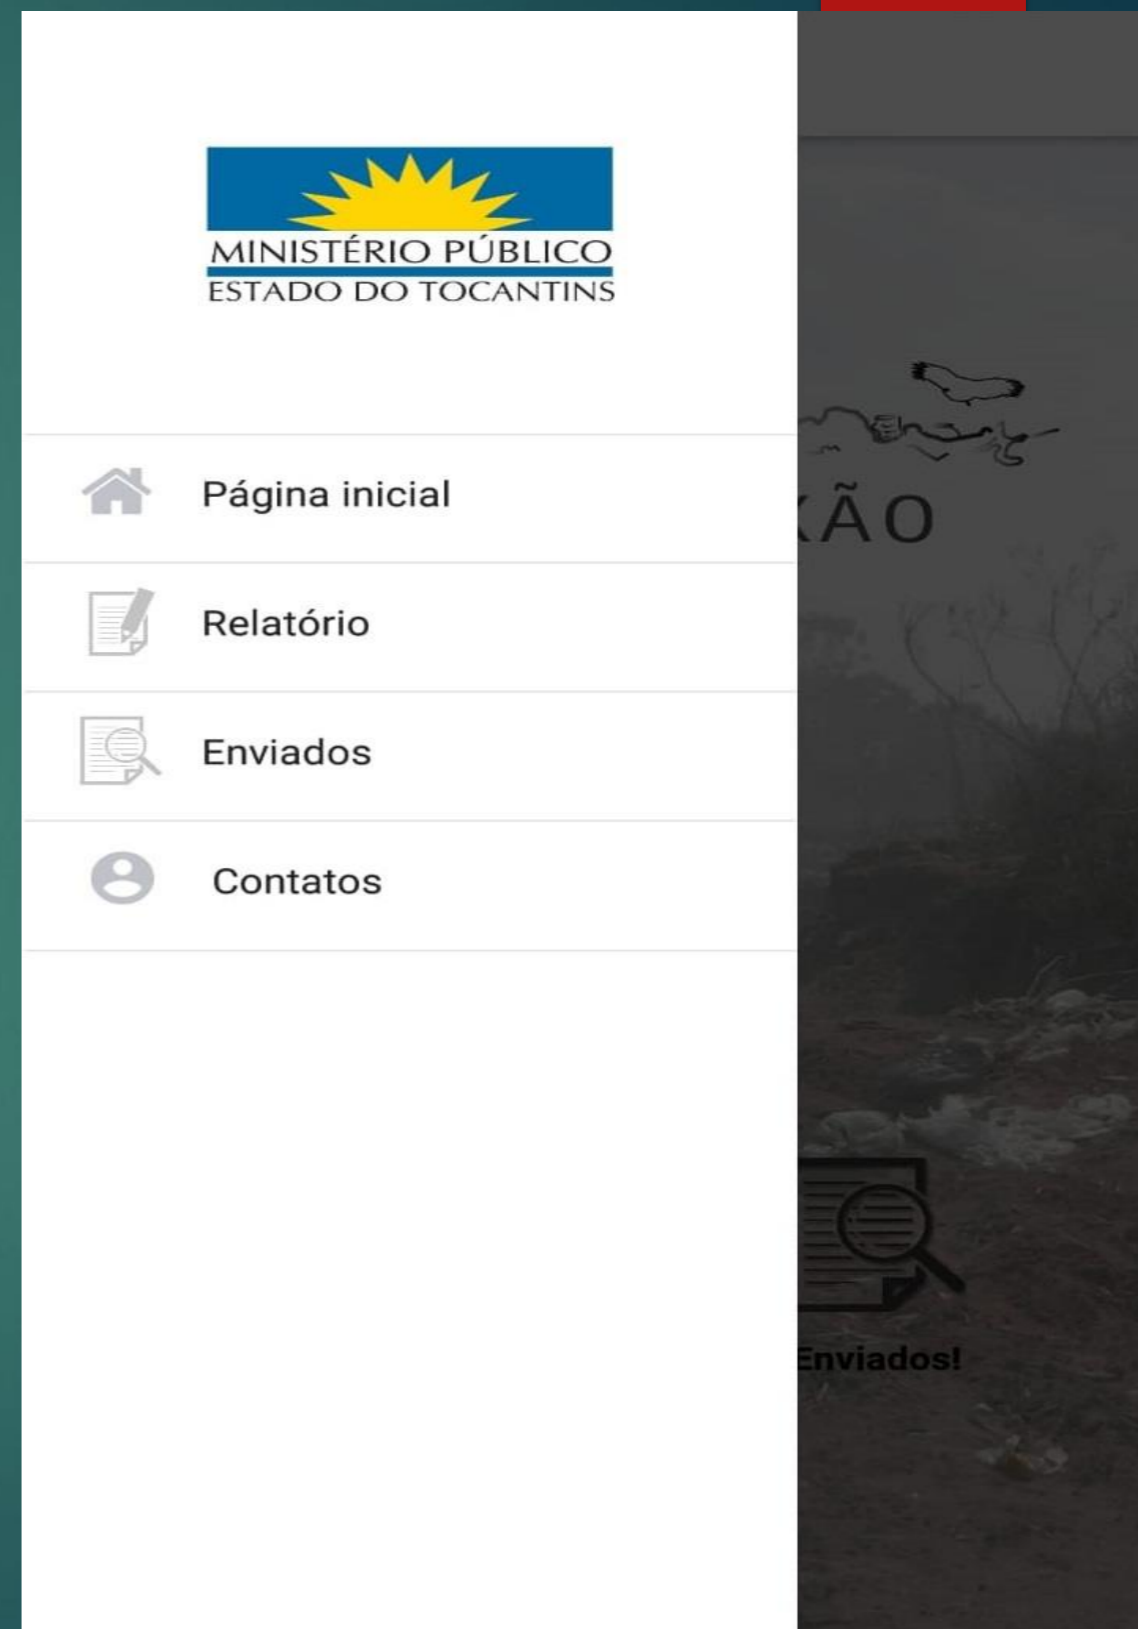 MINISTÉRIO PÚBLICO
ESTADO DO TOCANTINS
Página inicial
Relatório
Enviados
Contatos
ÃO
Enviados!